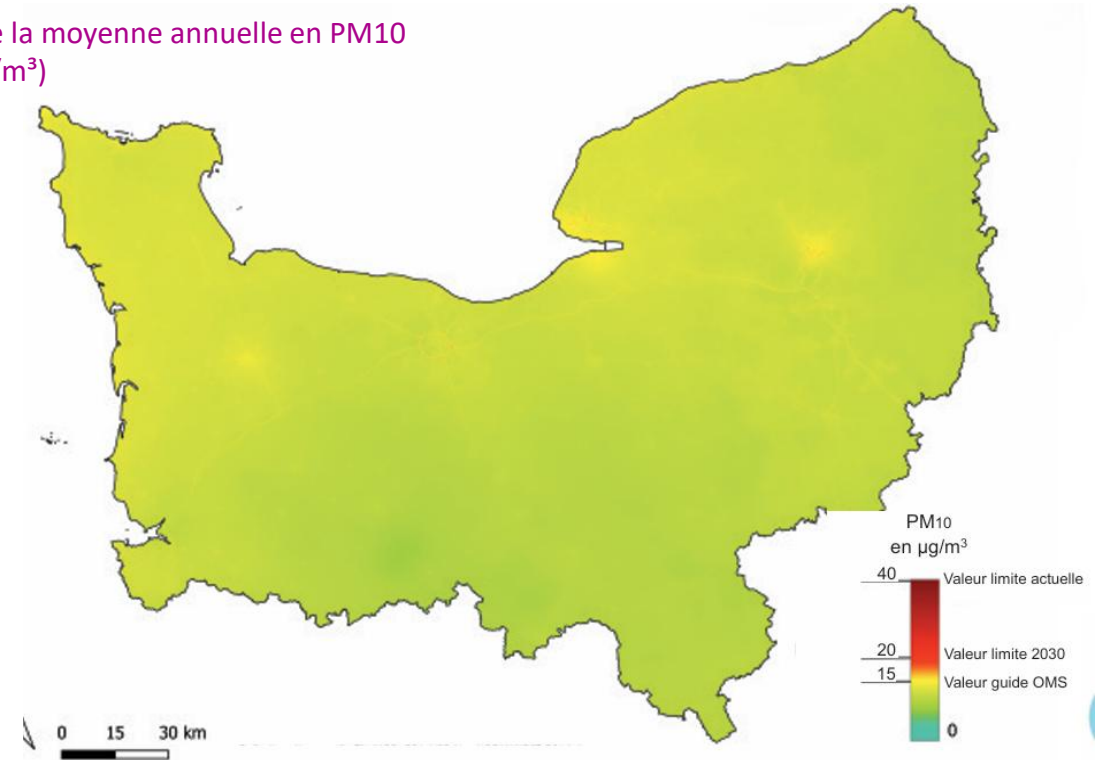 la moyenne annuelle en PM10
/m³)
PM10
en µg/m³
40 Valeur limite actuelle
20 Valeur limite 2030
15 Valeur guide OMS
0
0 15 30 km